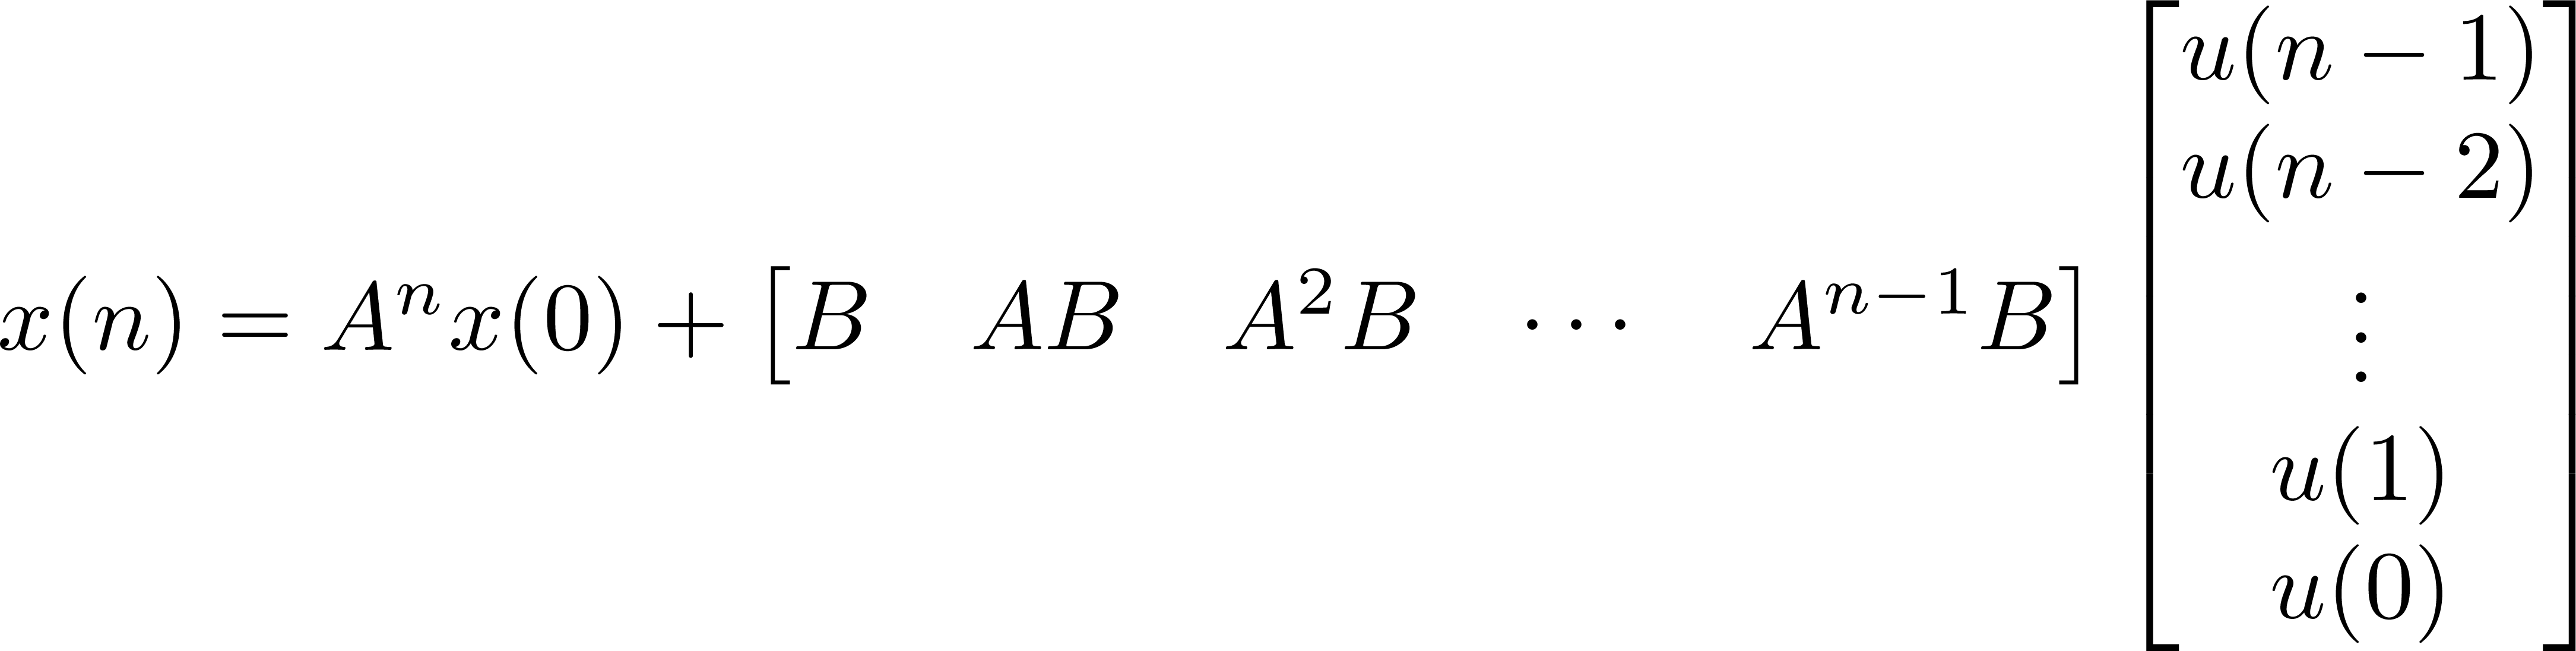 x(n) = A^n x(0) + [B AB A^2B ⋯ A^{n−1}B] [u(n − 1)
u(n − 2)
⋮
u(1)
u(0)]